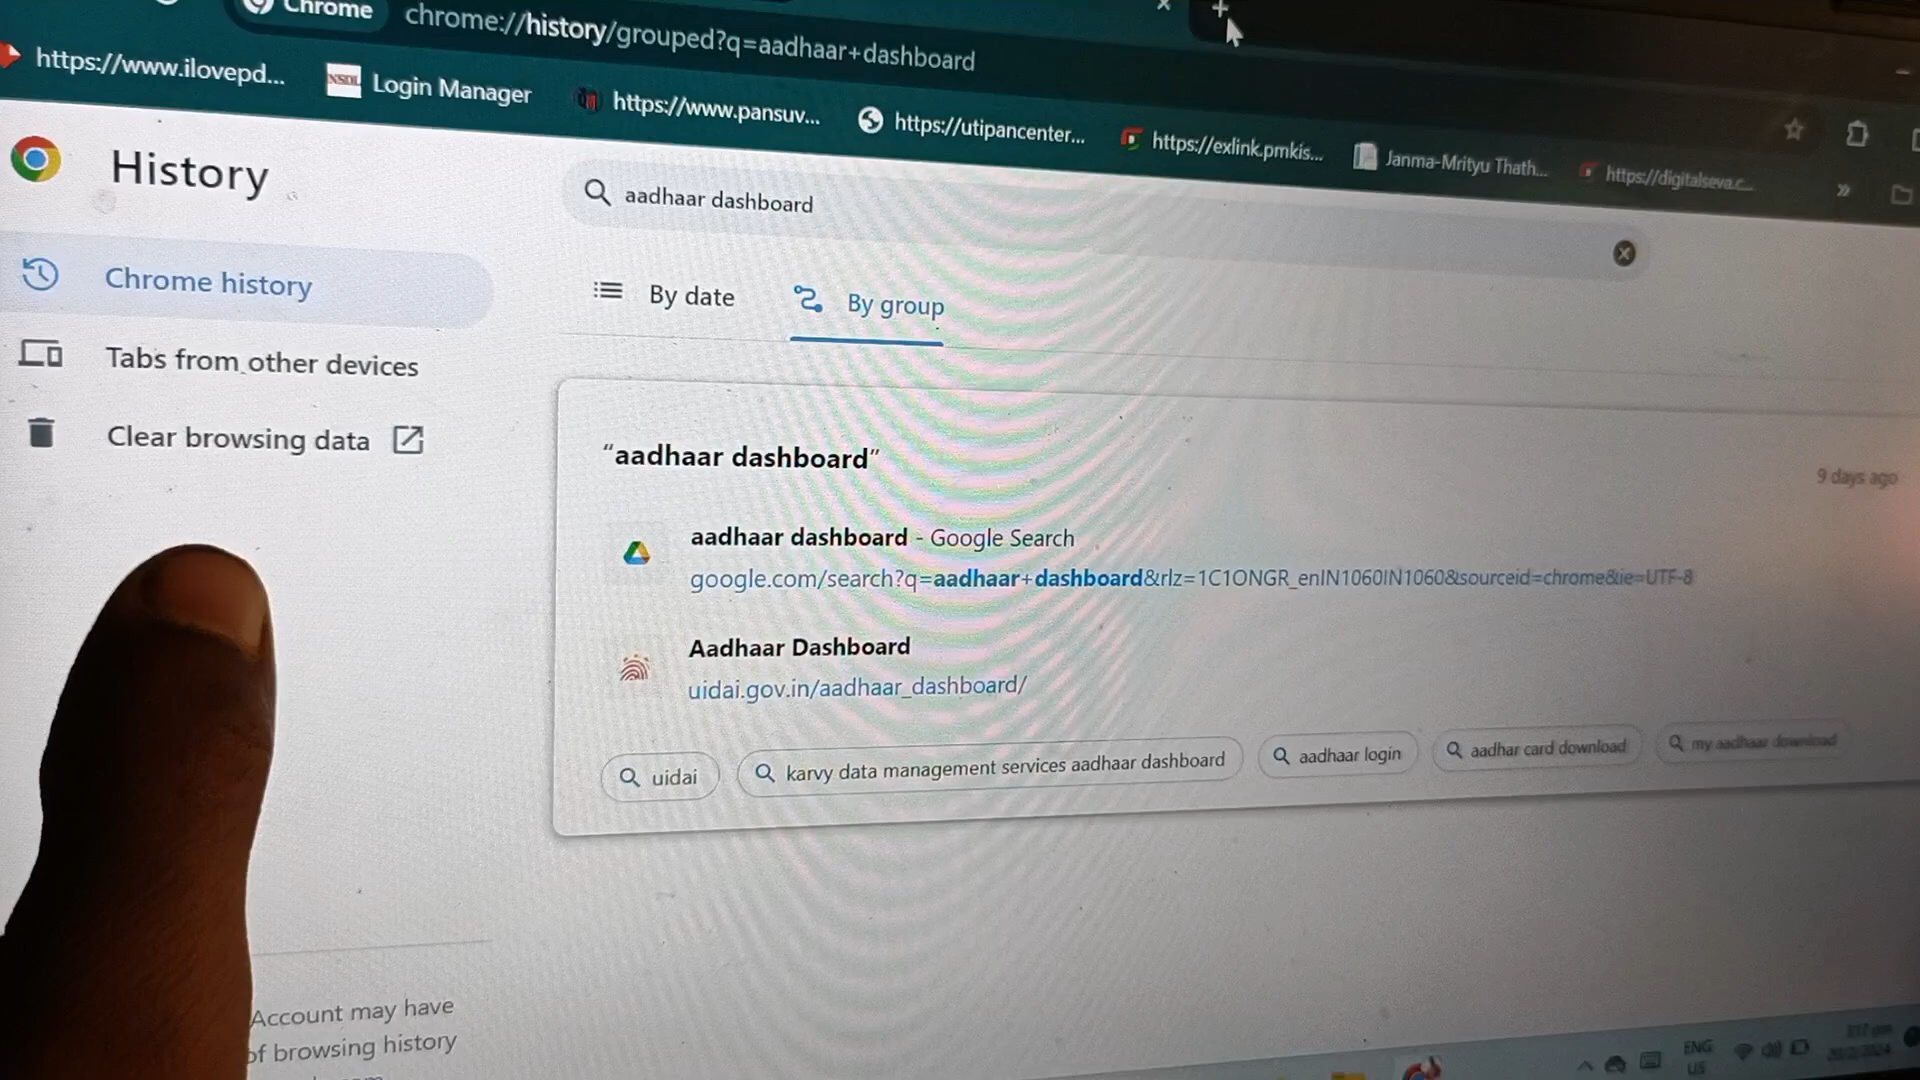 Chrome
chrome://history/grouped?q=aadhaar+dashboard
https://www.ilovepd...
NSDL
Login Manager
https://www.pansuv...
https://utipancenter...
https://exlink.pmkis...
Janma-Mrityu Thath...
https://digitalseva.c...
»
History
aadhaar dashboard
Chrome history
By date
By group
Tabs from other devices
Clear browsing data
“aadhaar dashboard”
9 days ago
aadhaar dashboard - Google Search
google.com/search?q=aadhaar+dashboard&rlz=1C1ONGR_enIN1060IN1060&sourceid=chrome&ie=UTF-8
Aadhaar Dashboard
uidai.gov.in/aadhaar_dashboard/
uidai
karvy data management services aadhaar dashboard
aadhaar login
aadhar card download
my aadhaar download
Account may have
of browsing history
ENG
US